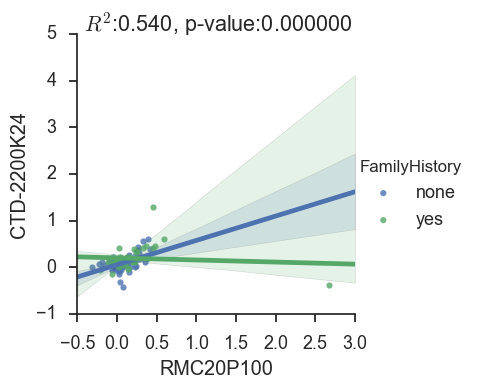 R²:0.540, p-value:0.000000
5
4
3
2
1
0
−1
CTD-2200K24
−0.5 0.0 0.5 1.0 1.5 2.0 2.5 3.0
RMC20P100
FamilyHistory
none
yes